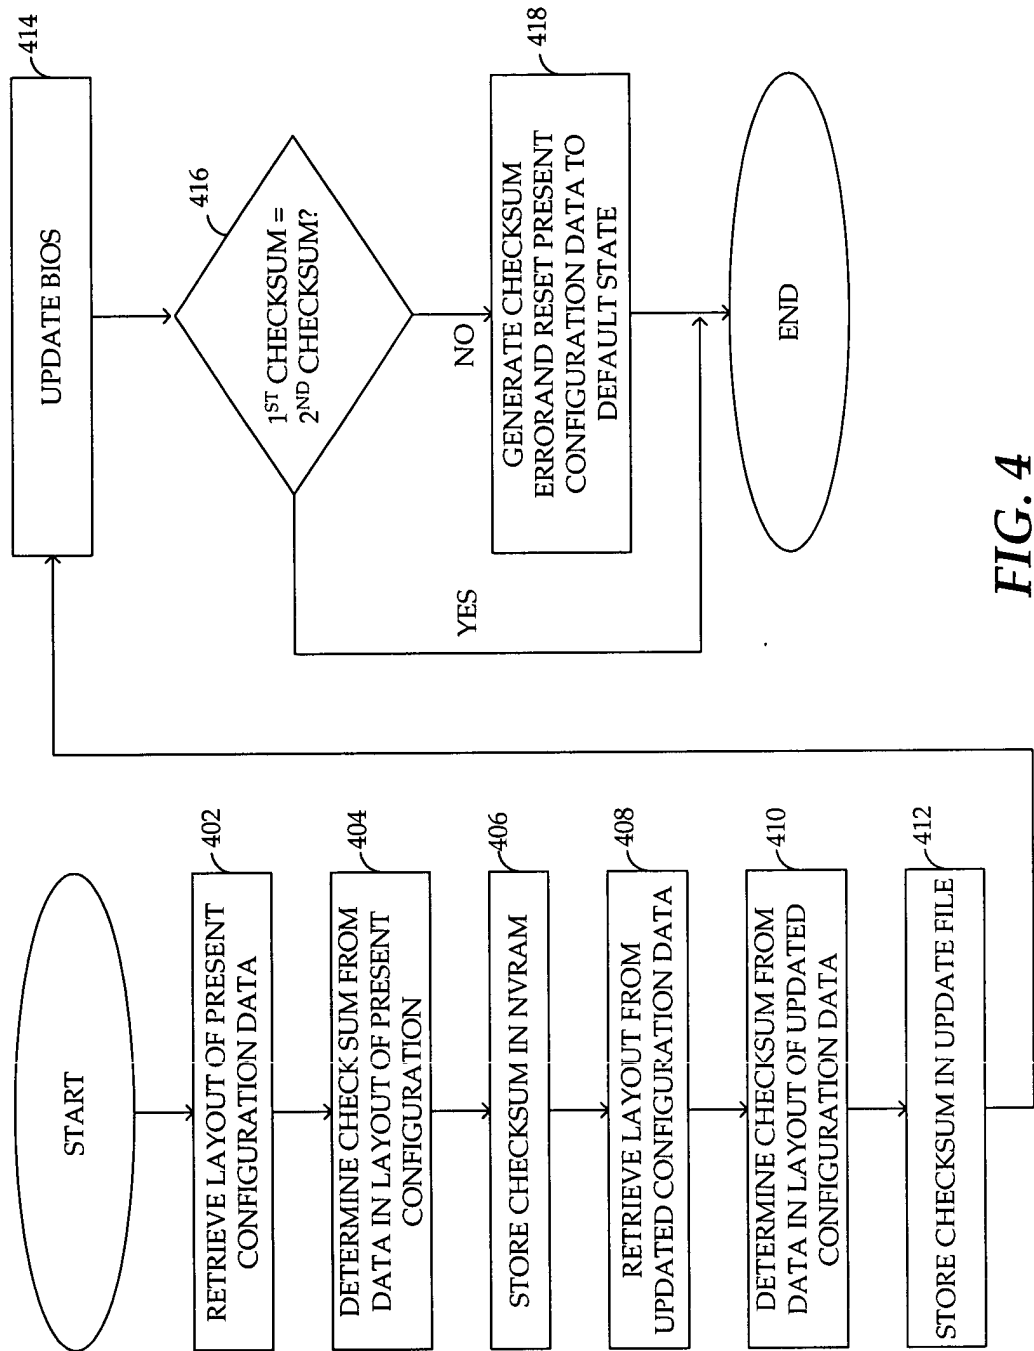 START
402
RETRIEVE LAYOUT OF PRESENT
CONFIGURATION DATA
404
DETERMINE CHECK SUM FROM
DATA IN LAYOUT OF PRESENT
CONFIGURATION
406
STORE CHECKSUM IN NVRAM
408
RETRIEVE LAYOUT FROM
UPDATED CONFIGURATION DATA
410
DETERMINE CHECKSUM FROM
DATA IN LAYOUT OF UPDATED
CONFIGURATION DATA
412
STORE CHECKSUM IN UPDATE FILE
414
UPDATE BIOS
416
1ST CHECKSUM =
2ND CHECKSUM?
YES
NO
418
GENERATE CHECKSUM
ERRORAND RESET PRESENT
CONFIGURATION DATA TO
DEFAULT STATE
END
FIG. 4